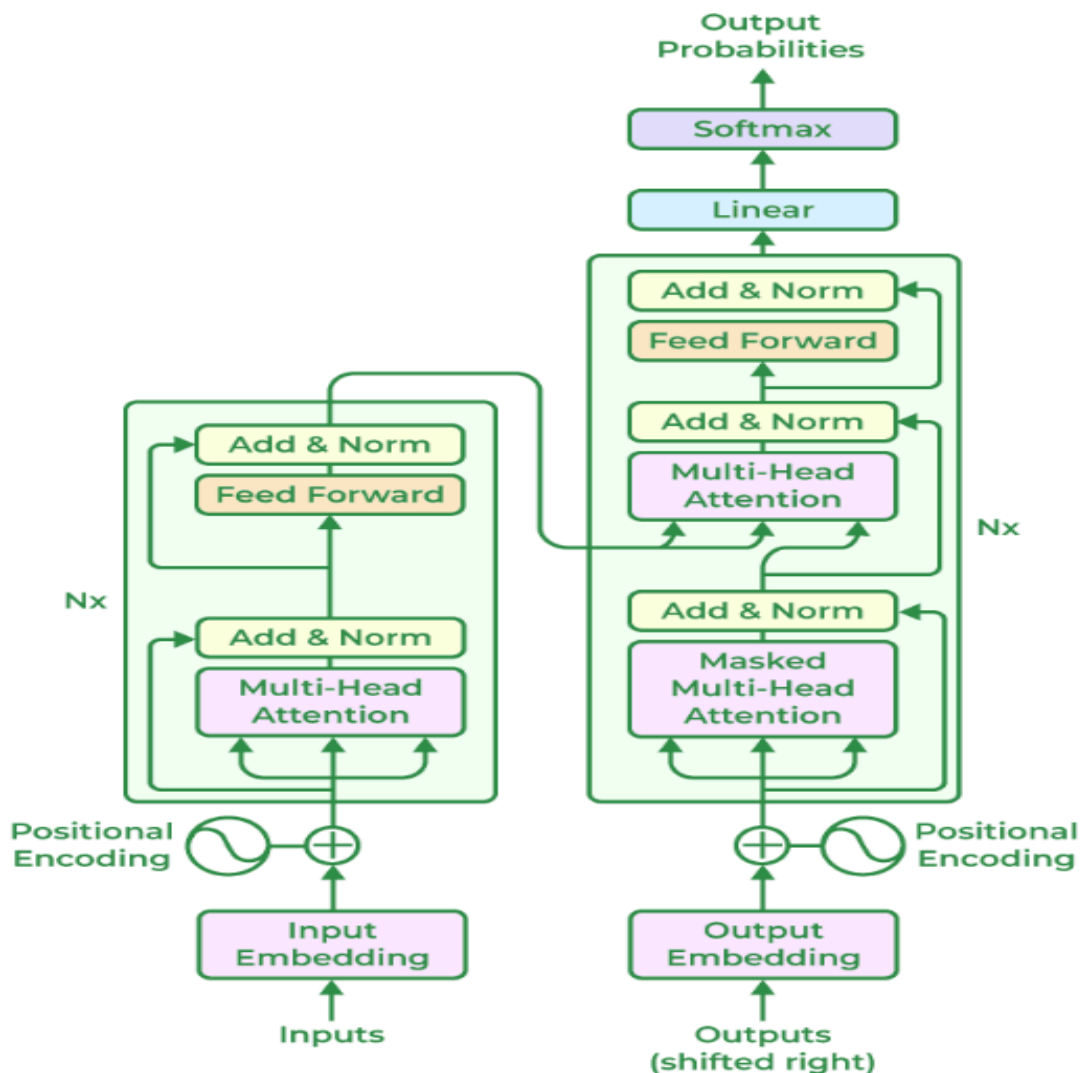 Output
Probabilities
Softmax
Linear
Add & Norm
Feed Forward
Add & Norm
Multi-Head
Attention
Nx
Add & Norm
Masked
Multi-Head
Attention
Add & Norm
Feed Forward
Nx
Add & Norm
Multi-Head
Attention
Positional
Encoding
Positional
Encoding
Input
Embedding
Output
Embedding
Inputs
Outputs
(shifted right)